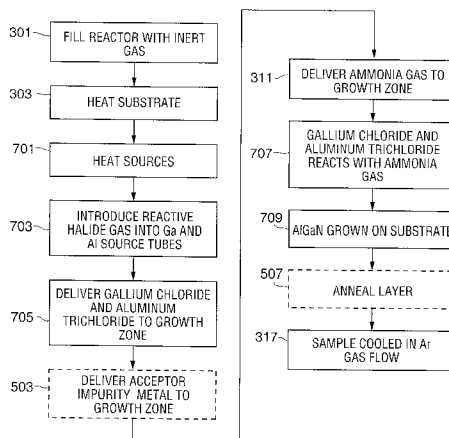 301
FILL REACTOR WITH INERT
GAS
303
HEAT SUBSTRATE
701
HEAT SOURCES
703
INTRODUCE REACTIVE
HALIDE GAS INTO Ga AND
Al SOURCE TUBES
705
DELIVER GALLIUM CHLORIDE
AND ALUMINUM
TRICHLORIDE TO GROWTH
ZONE
503
DELIVER ACCEPTOR
IMPURITY METAL TO
GROWTH ZONE
311
DELIVER AMMONIA GAS TO
GROWTH ZONE
707
GALLIUM CHLORIDE AND
ALUMINUM TRICHLORIDE
REACTS WITH AMMONIA
GAS
709
AlGaN GROWN ON SUBSTRATE
507
ANNEAL LAYER
317
SAMPLE COOLED IN Ar
GAS FLOW